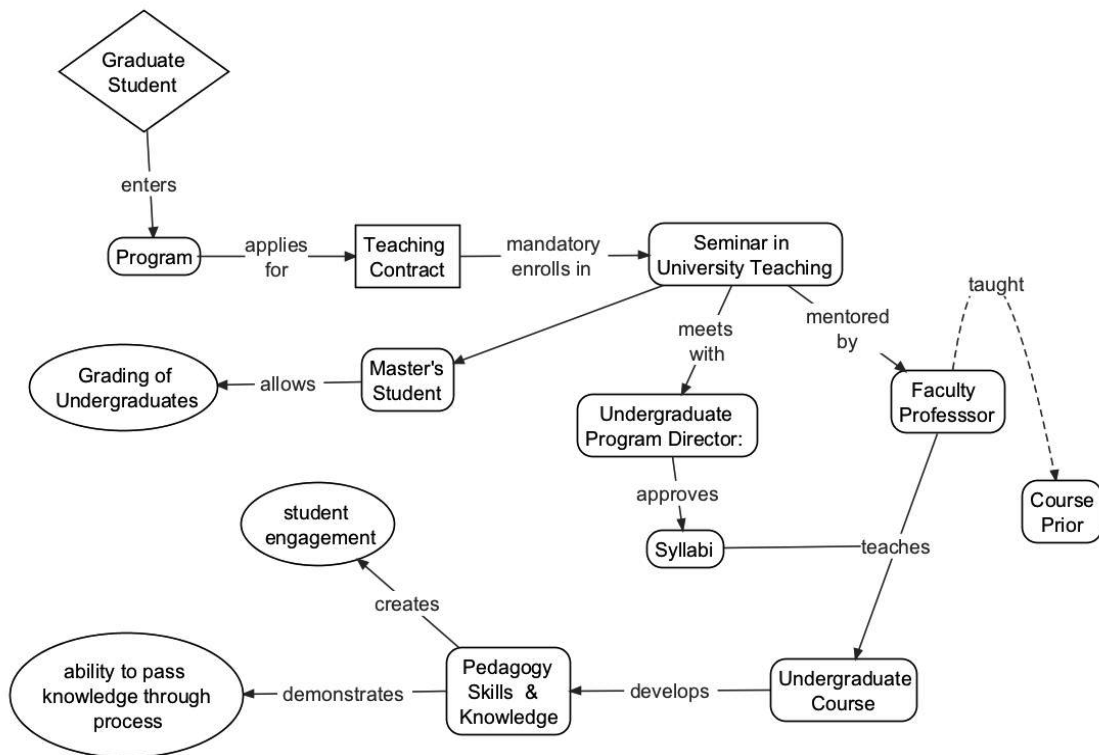 Graduate
Student
enters
Program
applies
for
Teaching
Contract
mandatory
enrolls in
Seminar in
University Teaching
taught
meets
with
mentored
by
Grading of
Undergraduates
allows
Master's
Student
Undergraduate
Program Director:
Faculty
Professsor
approves
Course
Prior
student
engagement
Syllabi
teaches
creates
ability to pass
knowledge through
process
demonstrates
Pedagogy
Skills &
Knowledge
develops
Undergraduate
Course